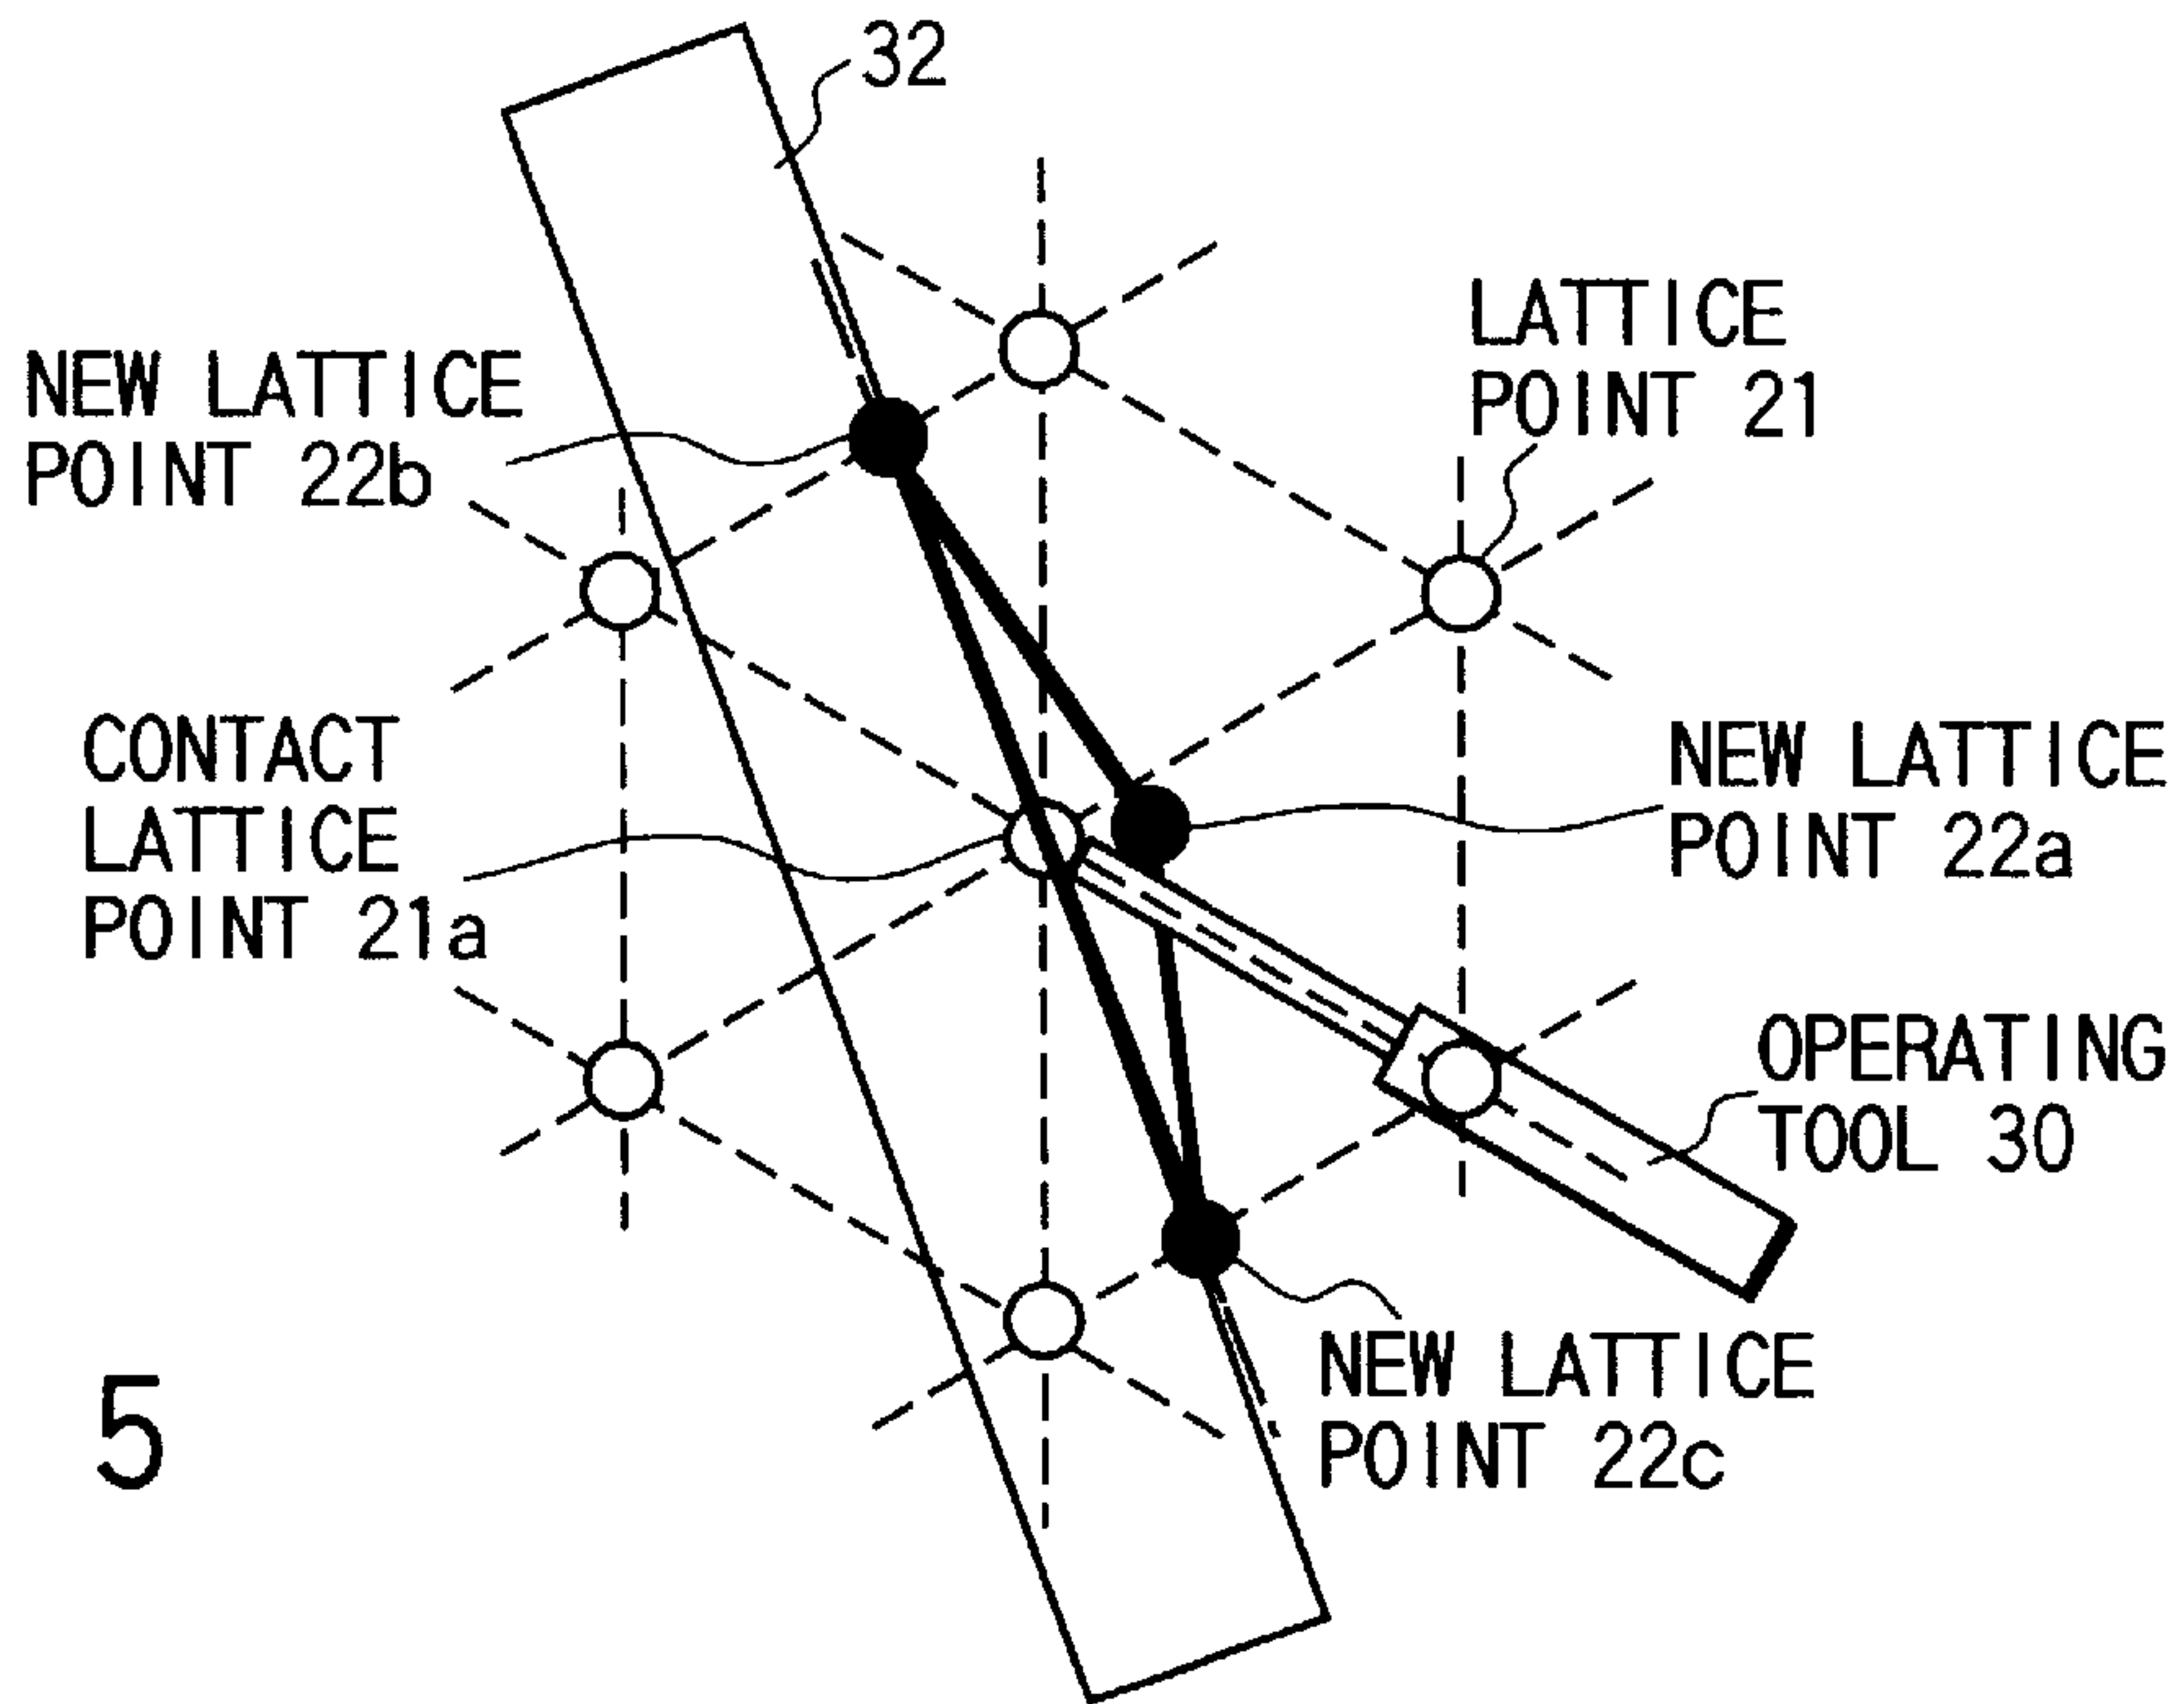 32
LATTICE
POINT 21
NEW LATTICE
POINT 22b
CONTACT
LATTICE
POINT 21a
NEW LATTICE
POINT 22a
OPERATING
TOOL 30
NEW LATTICE
POINT 22c
5